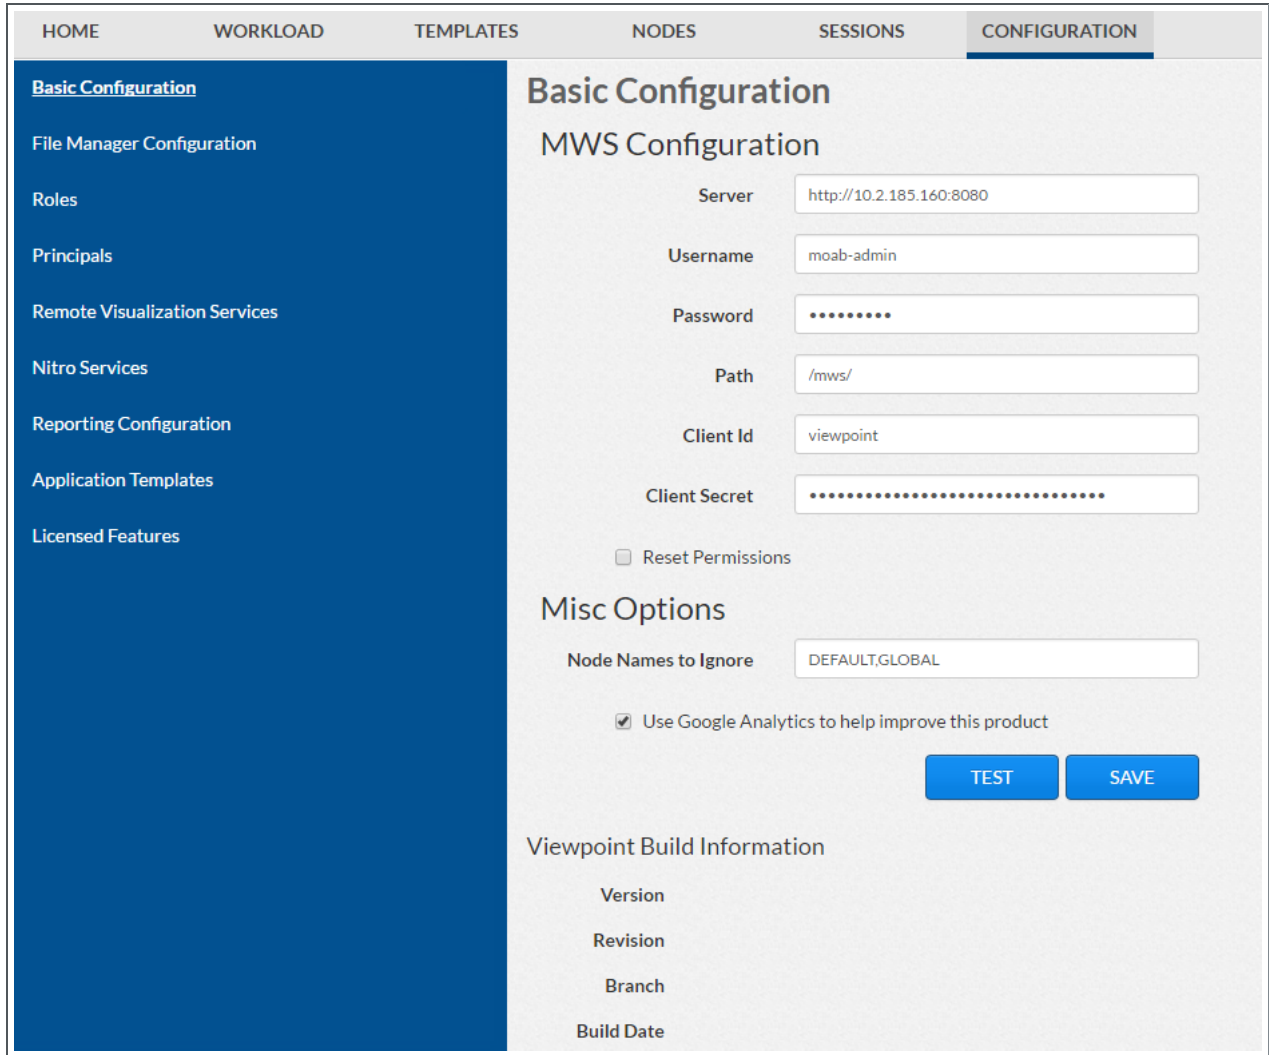 HOME WORKLOAD TEMPLATES NODES SESSIONS CONFIGURATION
Basic Configuration
File Manager Configuration
Roles
Principals
Remote Visualization Services
Nitro Services
Reporting Configuration
Application Templates
Licensed Features
Basic Configuration
MWS Configuration
Server http://10.2.185.160:8080
Username moab-admin
Password •••••••••
Path /mws/
Client Id viewpoint
Client Secret ••••••••••••••••••••••••••••••••
Reset Permissions
Misc Options
Node Names to Ignore DEFAULT,GLOBAL
Use Google Analytics to help improve this product
TEST SAVE
Viewpoint Build Information
Version
Revision
Branch
Build Date